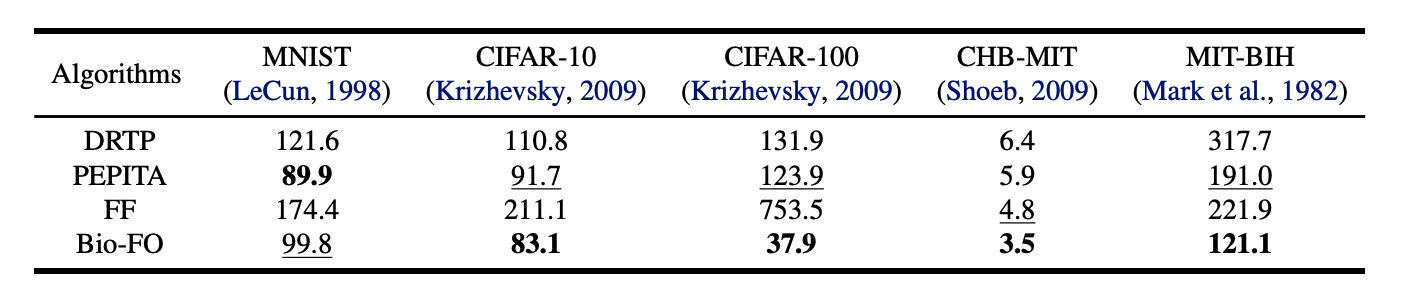 Algorithms MNIST CIFAR-10 CIFAR-100 CHB-MIT MIT-BIH
(LeCun, 1998) (Krizhevsky, 2009) (Krizhevsky, 2009) (Shoeb, 2009) (Mark et al., 1982)
DRTP 121.6 110.8 131.9 6.4 317.7
PEPITA 89.9 91.7 123.9 5.9 191.0
FF 174.4 211.1 753.5 4.8 221.9
Bio-FO 99.8 83.1 37.9 3.5 121.1